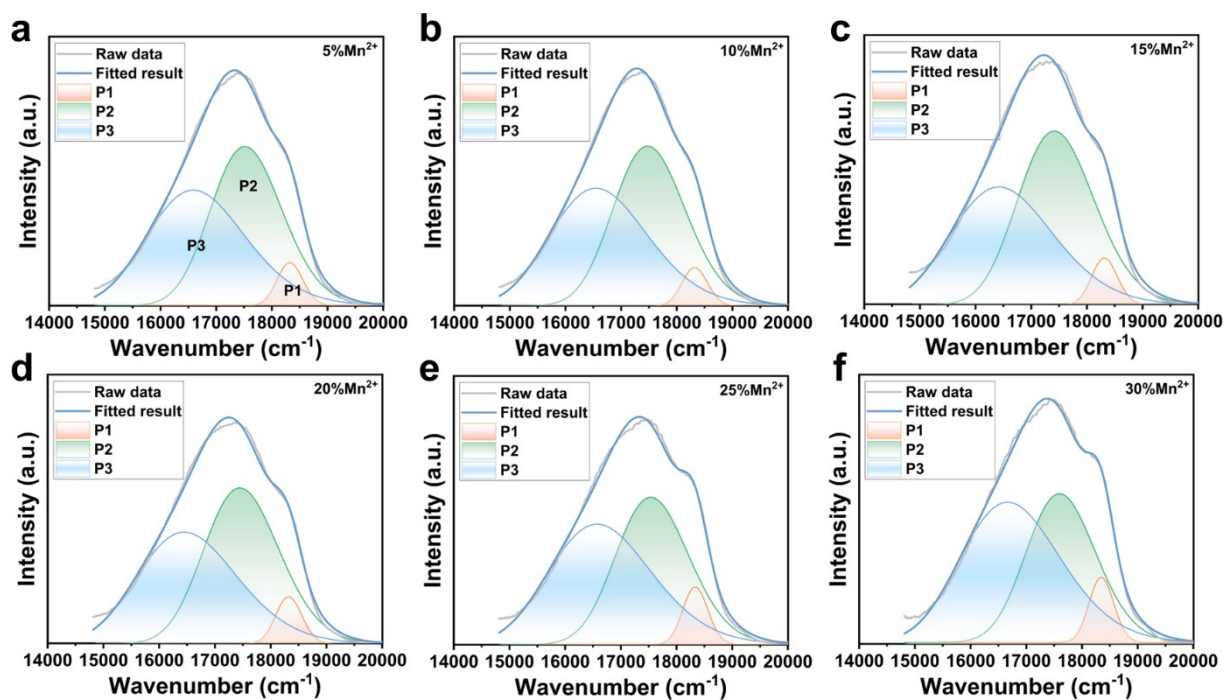 a
5%Mn²⁺
Raw data
Fitted result
P1
P2
P3
P2
P3
P1
Intensity (a.u.)
14000 15000 16000 17000 18000 19000 20000
Wavenumber (cm⁻¹)
b
10%Mn²⁺
Raw data
Fitted result
P1
P2
P3
Intensity (a.u.)
14000 15000 16000 17000 18000 19000 20000
Wavenumber (cm⁻¹)
c
15%Mn²⁺
Raw data
Fitted result
P1
P2
P3
Intensity (a.u.)
14000 15000 16000 17000 18000 19000 20000
Wavenumber (cm⁻¹)
d
20%Mn²⁺
Raw data
Fitted result
P1
P2
P3
Intensity (a.u.)
14000 15000 16000 17000 18000 19000 20000
Wavenumber (cm⁻¹)
e
25%Mn²⁺
Raw data
Fitted result
P1
P2
P3
Intensity (a.u.)
14000 15000 16000 17000 18000 19000 20000
Wavenumber (cm⁻¹)
f
30%Mn²⁺
Raw data
Fitted result
P1
P2
P3
Intensity (a.u.)
14000 15000 16000 17000 18000 19000 20000
Wavenumber (cm⁻¹)